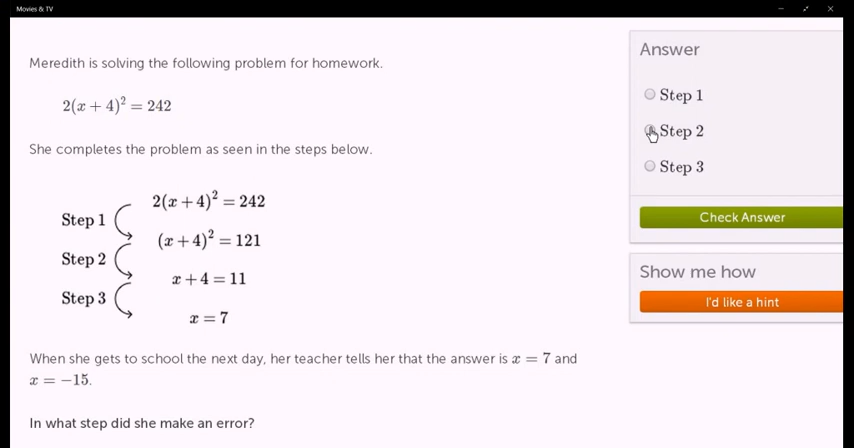 Movies & TV
Meredith is solving the following problem for homework.
2(x + 4)² = 242
She completes the problem as seen in the steps below.
2(x + 4)² = 242
Step 1
(x + 4)² = 121
Step 2
x + 4 = 11
Step 3
x = 7
When she gets to school the next day, her teacher tells her that the answer is x = 7 and
x = −15.
In what step did she make an error?
Answer
Step 1
Step 2
Step 3
Check Answer
Show me how
I'd like a hint